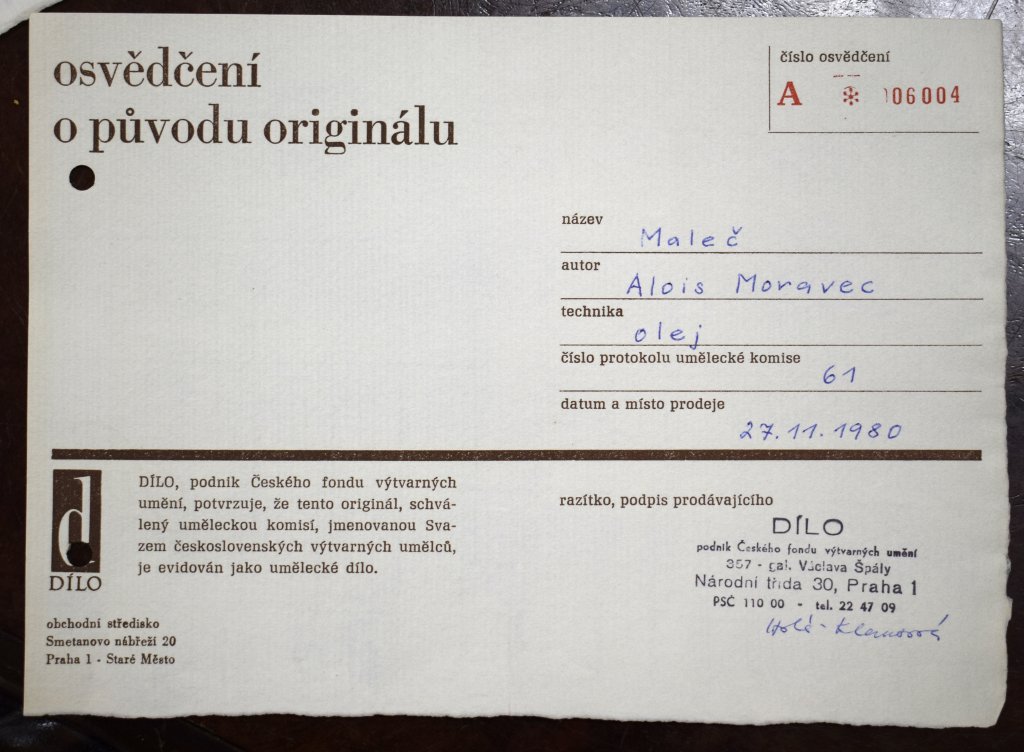 osvědčení
o původu originálu
číslo osvědčení
A * 006004
název
Maleč
autor
Alois Moravec
technika
olej
číslo protokolu umělecké komise
61
datum a místo prodeje
27.11.1980
d
DÍLO
DÍLO, podnik Českého fondu výtvarných
umění, potvrzuje, že tento originál, schvá-
lený uměleckou komisí, jmenovanou Sva-
zem československých výtvarných umělců,
je evidován jako umělecké dílo.
obchodní středisko
Smetanovo nábřeží 20
Praha 1 - Staré Město
razítko, podpis prodávajícího
DÍLO
podnik Českého fondu výtvarných umění
357 - gal. Václava Špály
Národní třída 30, Praha 1
PSČ 110 00 - tel. 22 47 09